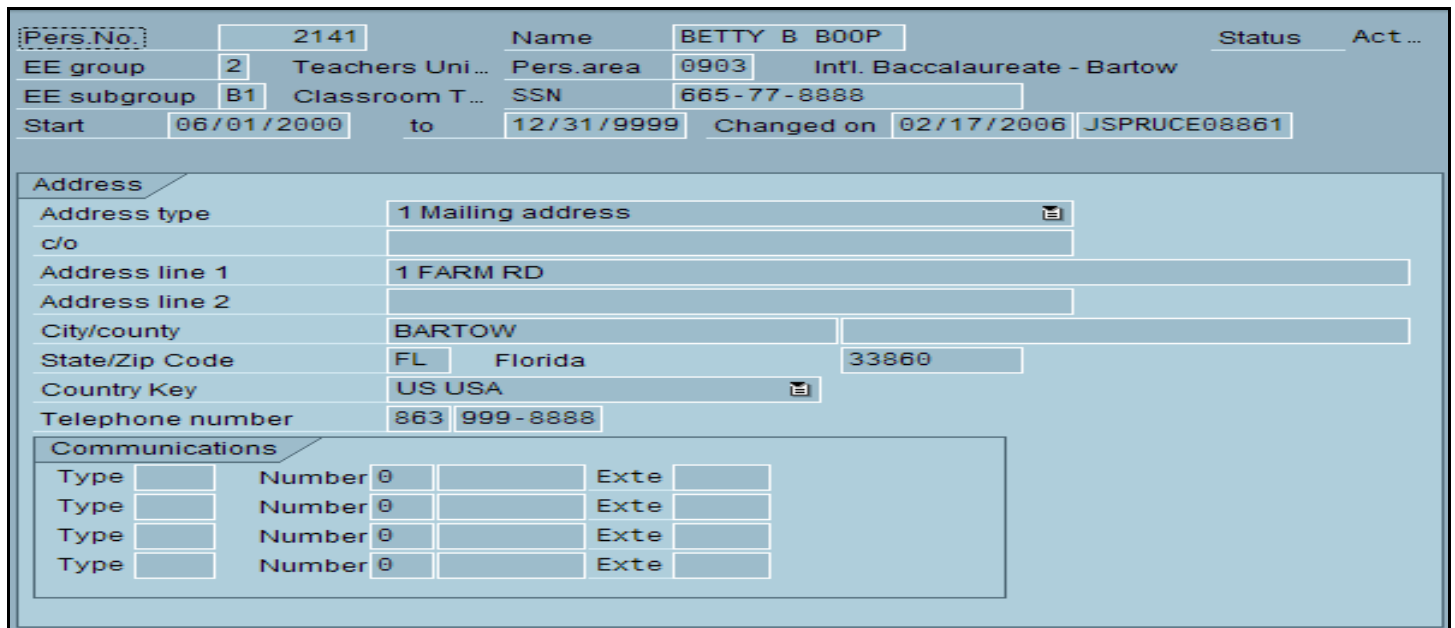 Pers.No. 2141 Name BETTY B BOOP Status Act...
EE group 2 Teachers Uni... Pers.area 0903 Int'l. Baccalaureate - Bartow
EE subgroup B1 Classroom T... SSN 665-77-8888
Start 06/01/2000 to 12/31/9999 Changed on 02/17/2006 JSPRUCE08861
Address
Address type 1 Mailing address
c/o
Address line 1 1 FARM RD
Address line 2
City/county BARTOW
State/Zip Code FL Florida 33860
Country Key US USA
Telephone number 863 999-8888
Communications
Type Number 0 Exte
Type Number 0 Exte
Type Number 0 Exte
Type Number 0 Exte